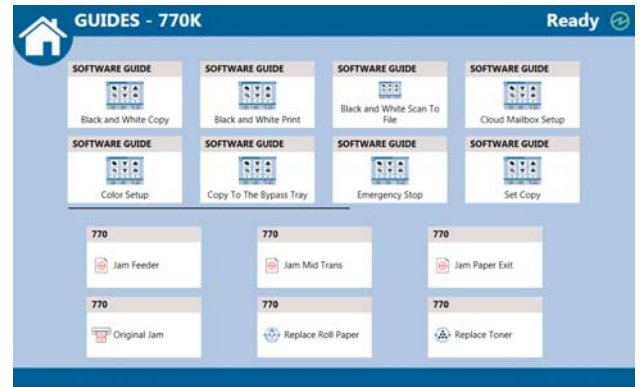 GUIDES - 770K
Ready
SOFTWARE GUIDE
SOFTWARE GUIDE
SOFTWARE GUIDE
SOFTWARE GUIDE
Black and White Copy
Black and White Print
Black and White Scan To
File
Cloud Mailbox Setup
SOFTWARE GUIDE
SOFTWARE GUIDE
SOFTWARE GUIDE
SOFTWARE GUIDE
Color Setup
Copy To The Bypass Tray
Emergency Stop
Set Copy
770
770
770
Jam Feeder
Jam Mid Trans
Jam Paper Exit
770
770
770
Original Jam
Replace Roll Paper
Replace Toner